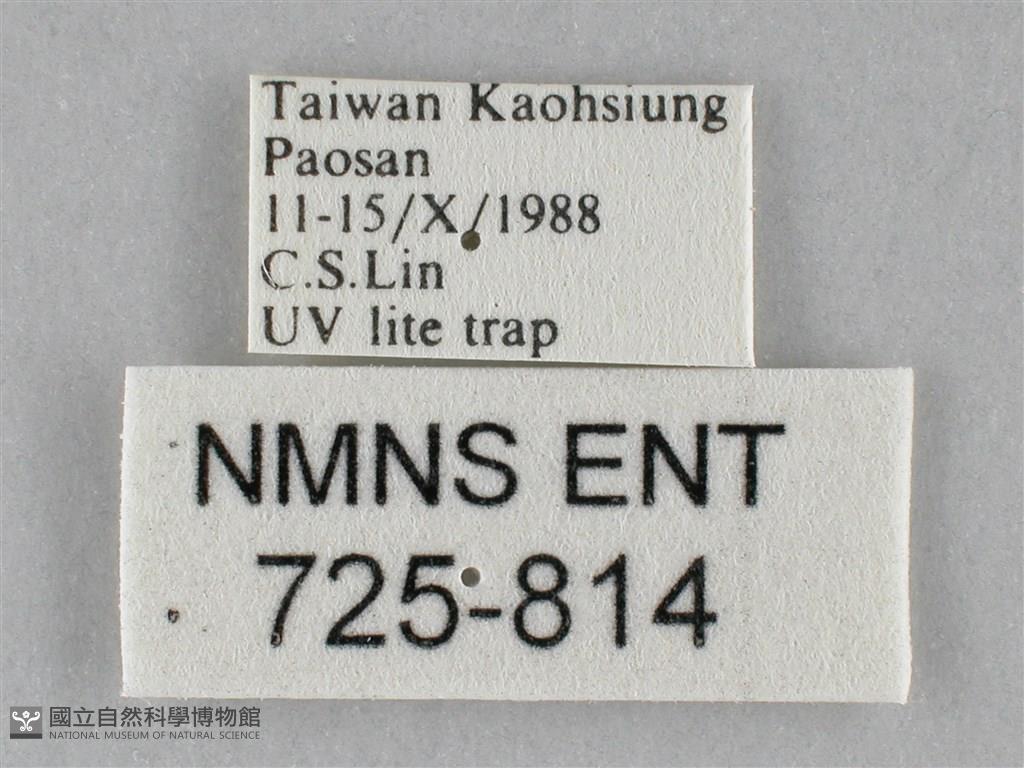 Taiwan Kaohsiung
Paosan
11-15/X/1988
C.S.Lin
UV lite trap
NMNS ENT
725-814
國立自然科學博物館
NATIONAL MUSEUM OF NATURAL SCIENCE